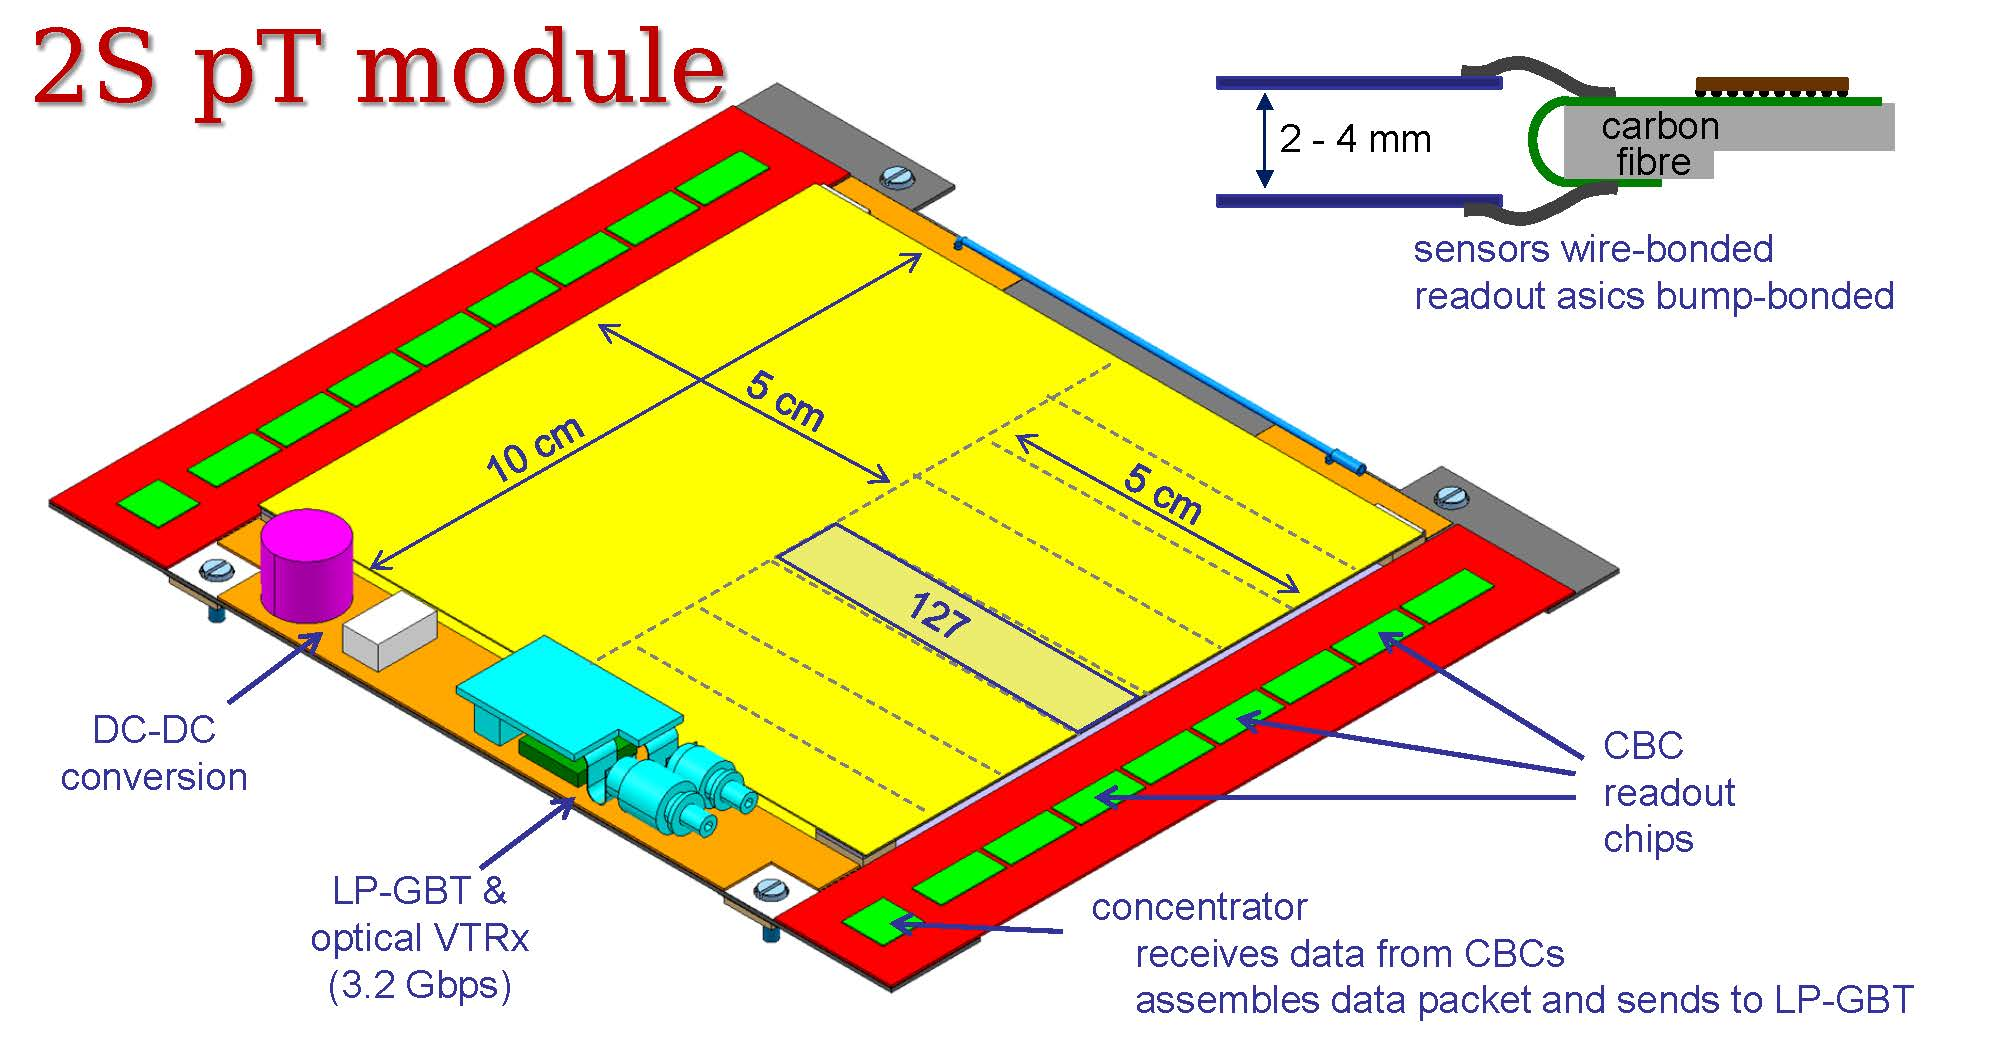 2S pT module
2 - 4 mm
carbon
fibre
sensors wire-bonded
readout asics bump-bonded
5 cm
10 cm
5 cm
127
DC-DC
conversion
CBC
readout
chips
LP-GBT &
optical VTRx
(3.2 Gbps)
concentrator
receives data from CBCs
assembles data packet and sends to LP-GBT